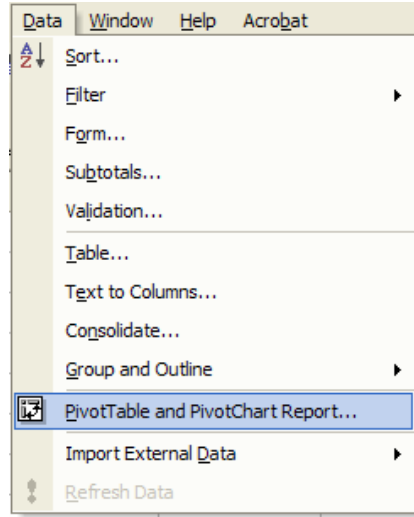 Data Window Help Acrobat
Sort...
Filter
Form...
Subtotals...
Validation...
Table...
Text to Columns...
Consolidate...
Group and Outline
PivotTable and PivotChart Report...
Import External Data
Refresh Data